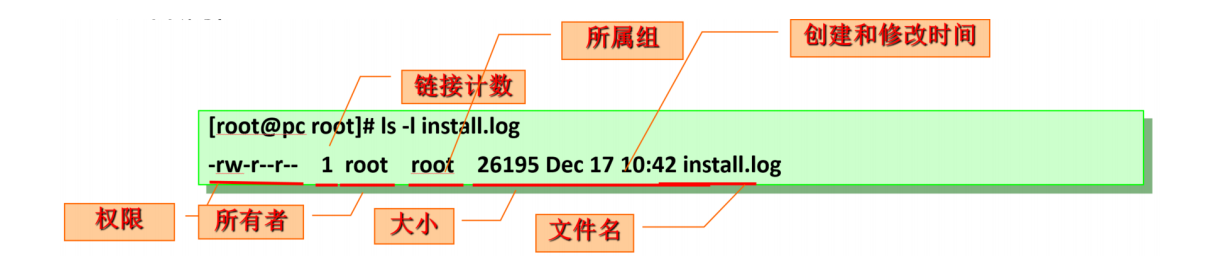 所属组
创建和修改时间
链接计数
[root@pc root]# ls -l install.log
-rw-r--r-- 1 root root 26195 Dec 17 10:42 install.log
权限
所有者
大小
文件名